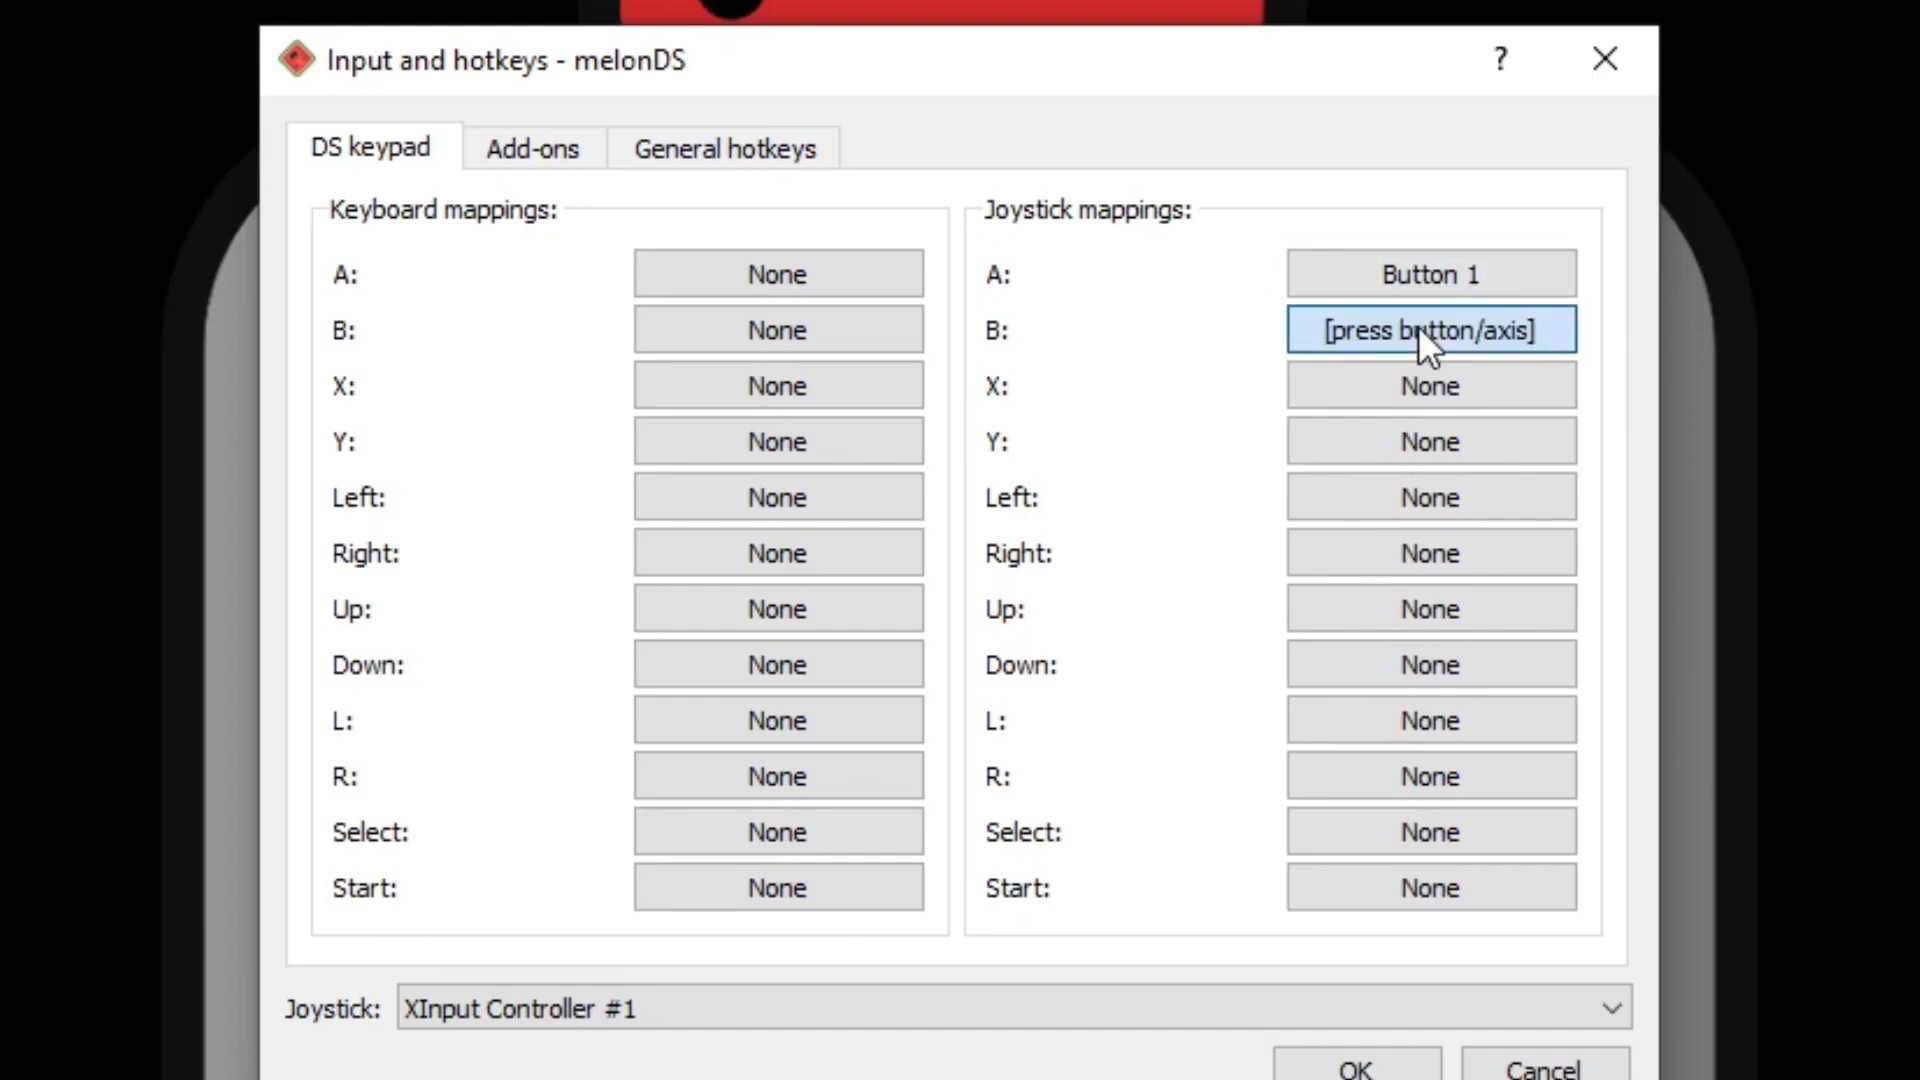 Input and hotkeys - melonDS
?
DS keypad
Add-ons
General hotkeys
Keyboard mappings:
A:
None
B:
None
X:
None
Y:
None
Left:
None
Right:
None
Up:
None
Down:
None
L:
None
R:
None
Select:
None
Start:
None
Joystick mappings:
A:
Button 1
B:
[press button/axis]
X:
None
Y:
None
Left:
None
Right:
None
Up:
None
Down:
None
L:
None
R:
None
Select:
None
Start:
None
Joystick:
XInput Controller #1
OK
Cancel